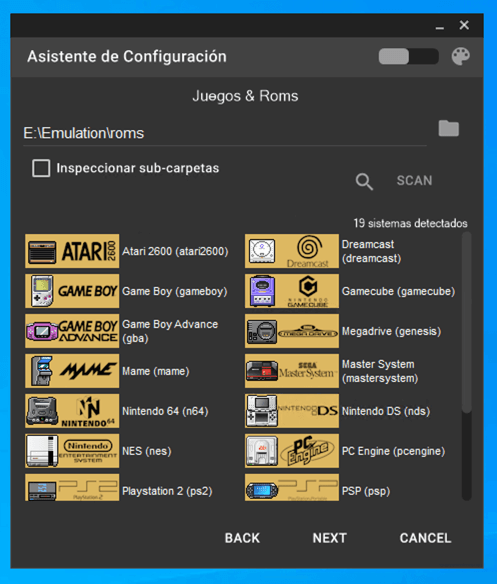 Asistente de Configuración
Juegos & Roms
E:\Emulation\roms
Inspeccionar sub-carpetas
SCAN
19 sistemas detectados
ATARI 2600
Atari 2600 (atari2600)
Dreamcast
Dreamcast
(dreamcast)
GAME BOY
Game Boy (gameboy)
NINTENDO
GAMECUBE
Gamecube (gamecube)
GAME BOY
ADVANCE
Game Boy Advance
(gba)
MEGA DRIVE
Megadrive (genesis)
MAME
Mame (mame)
SEGA
Master System
Master System
(mastersystem)
NINTENDO 64
Nintendo 64 (n64)
NINTENDO DS
Nintendo DS (nds)
Nintendo
ENTERTAINMENT
SYSTEM
NES (nes)
PC Engine
PC Engine (pcengine)
PS2
PlayStation 2
Playstation 2 (ps2)
PSP
PlayStation Portable
PSP (psp)
BACK
NEXT
CANCEL